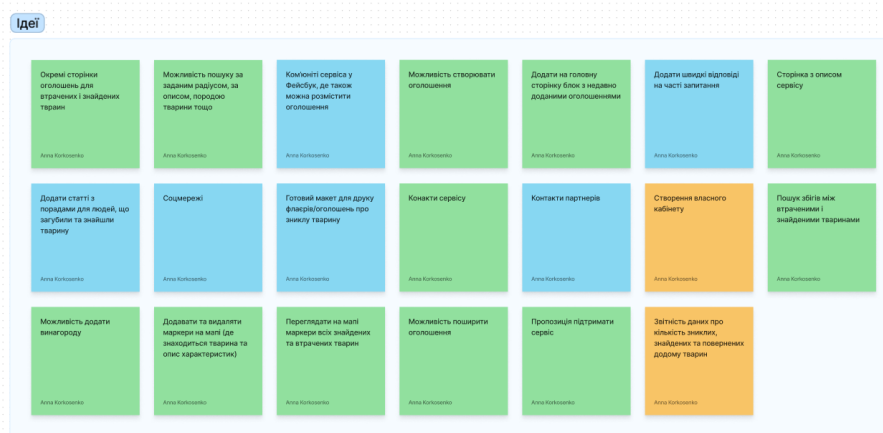 Ідеї
Окремі сторінки
оголошень для
втрачених і знайдених
твраин
Anna Korkosenko
Можливість пошуку за
заданим радіусом, за
описом, породою
тварини тощо
Anna Korkosenko
Ком'юніті сервіса у
Фейсбук, де також
можна розмістити
оголошення
Anna Korkosenko
Можливість створювати
оголошення
Anna Korkosenko
Додати на головну
сторінку блок з недавно
доданими оголошеннями
Anna Korkosenko
Додати швидкі відповіді
на часті запитання
Anna Korkosenko
Сторінка з описом
сервісу
Anna Korkosenko
Додати статті з
порадами для людей, що
загубили та знайшли
тварину
Anna Korkosenko
Соцмережі
Anna Korkosenko
Готовий макет для друку
флаєрів/оголошень про
зниклу тварину
Anna Korkosenko
Конакти сервісу
Anna Korkosenko
Контакти партнерів
Anna Korkosenko
Створення власного
кабінету
Anna Korkosenko
Пошук збігів між
втраченими і
знайденими тваринами
Anna Korkosenko
Можливість додати
винагороду
Anna Korkosenko
Додавати та видаляти
маркери на мапі (де
знаходиться тварина та
опис характеристик)
Anna Korkosenko
Переглядати на мапі
маркери всіх знайдених
та втрачених тварин
Anna Korkosenko
Можливість поширити
оголошення
Anna Korkosenko
Пропозиція підтримати
сервіс
Anna Korkosenko
Звітність даних про
кількість зниклих,
знайдених та повернених
додому тварин
Anna Korkosenko